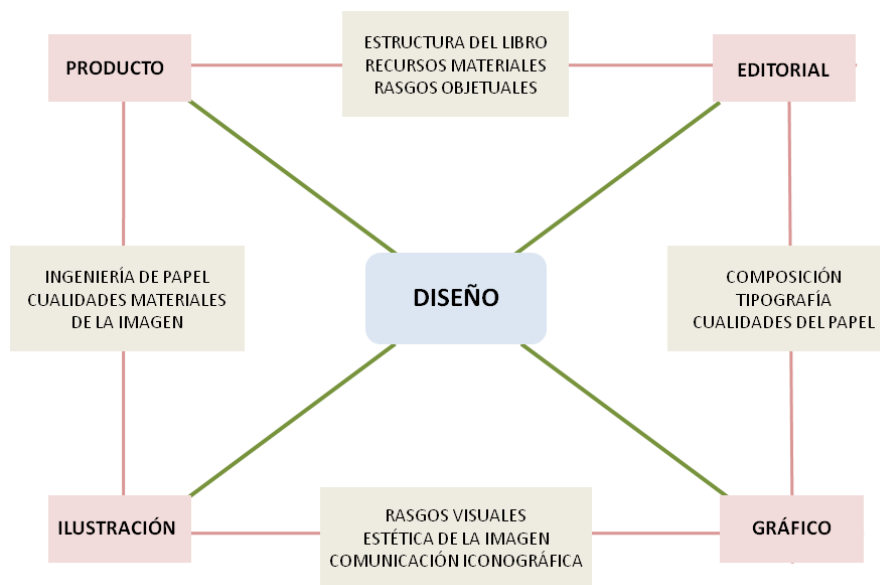 ESTRUCTURA DEL LIBRO
RECURSOS MATERIALES
RASGOS OBJETUALES
PRODUCTO
EDITORIAL
INGENIERÍA DE PAPEL
CUALIDADES MATERIALES
DE LA IMAGEN
DISEÑO
COMPOSICIÓN
TIPOGRAFÍA
CUALIDADES DEL PAPEL
ILUSTRACIÓN
RASGOS VISUALES
ESTÉTICA DE LA IMAGEN
COMUNICACIÓN ICONOGRÁFICA
GRÁFICO